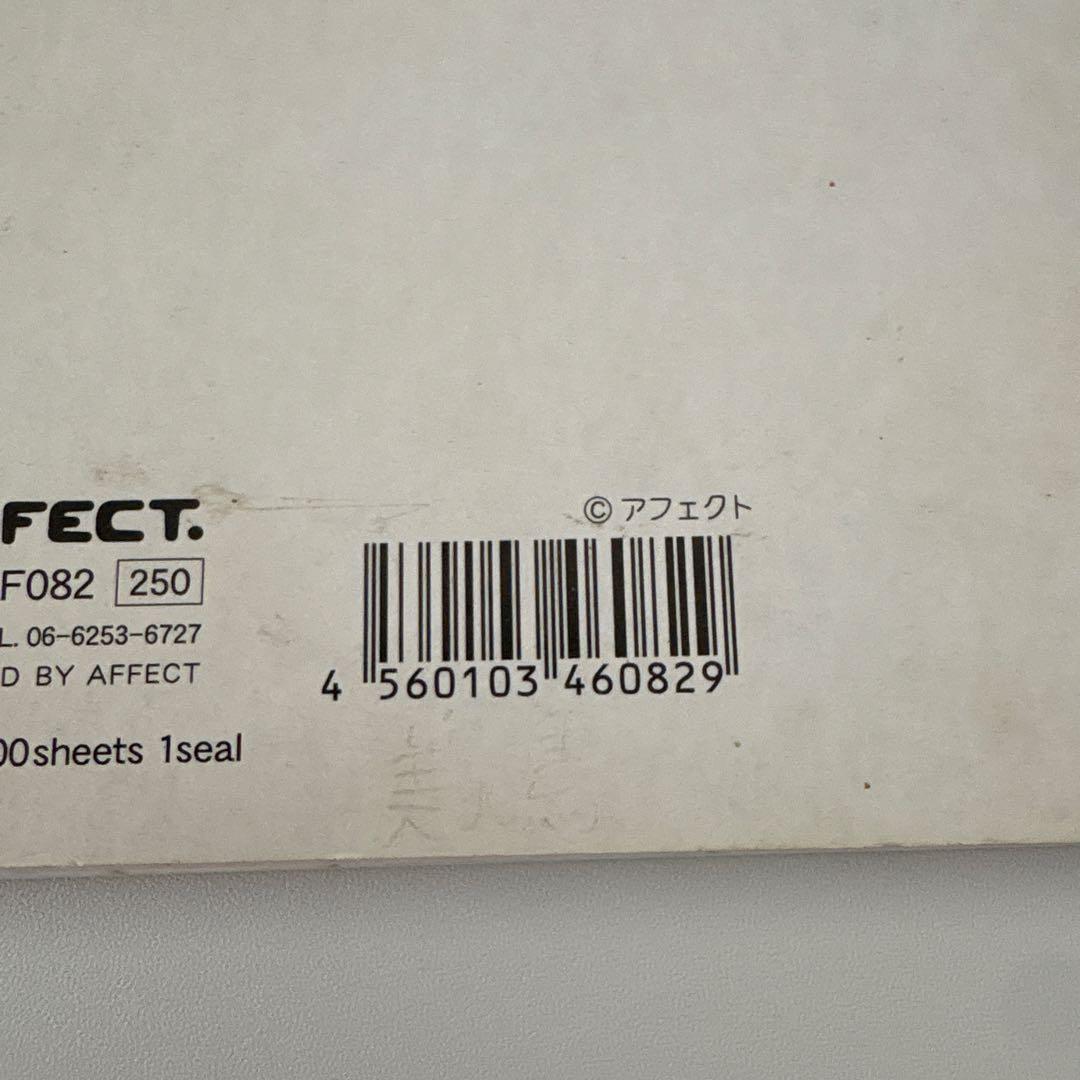 FECT.
F082 250
L. 06-6253-6727
D BY AFFECT
00sheets 1seal
© アフェクト
4 560103 460829